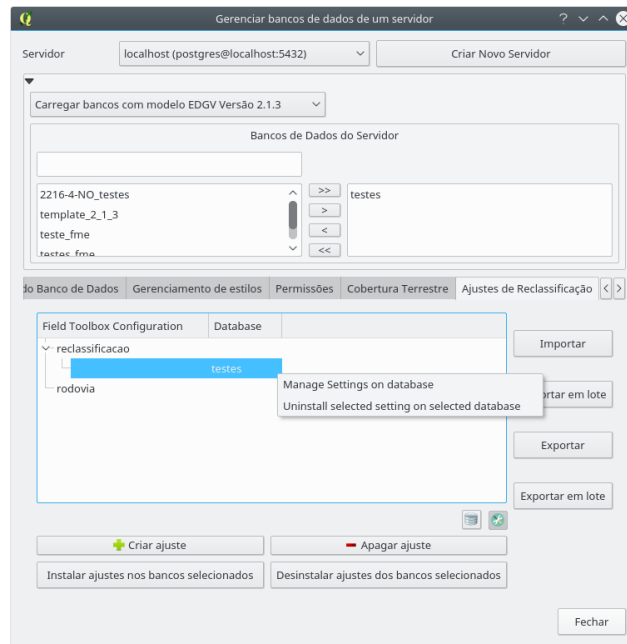 Gerenciar bancos de dados de um servidor
Servidor
localhost (postgres@localhost:5432)
Criar Novo Servidor
Carregar bancos com modelo EDGV Versão 2.1.3
Bancos de Dados do Servidor
2216-4-NO_testes
template_2_1_3
teste_fme
testes_fme
>>
>
<
<<
testes
do Banco de Dados
Gerenciamento de estilos
Permissões
Cobertura Terrestre
Ajustes de Reclassificação
Field Toolbox Configuration
Database
reclassificacao
testes
rodovia
Manage Settings on database
Uninstall selected setting on selected database
Importar
rtar em lote
Exportar
Exportar em lote
Criar ajuste
Apagar ajuste
Instalar ajustes nos bancos selecionados
Desinstalar ajustes dos bancos selecionados
Fechar